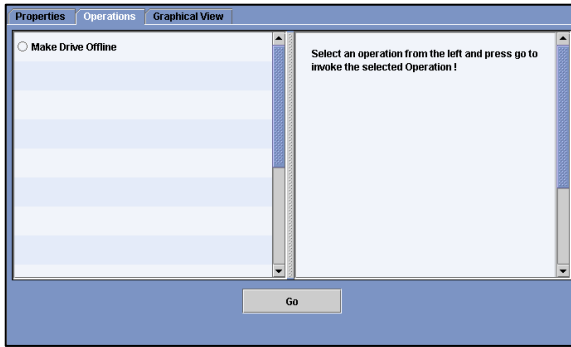 Properties Operations Graphical View
Make Drive Offline
Select an operation from the left and press go to
invoke the selected Operation !
Go